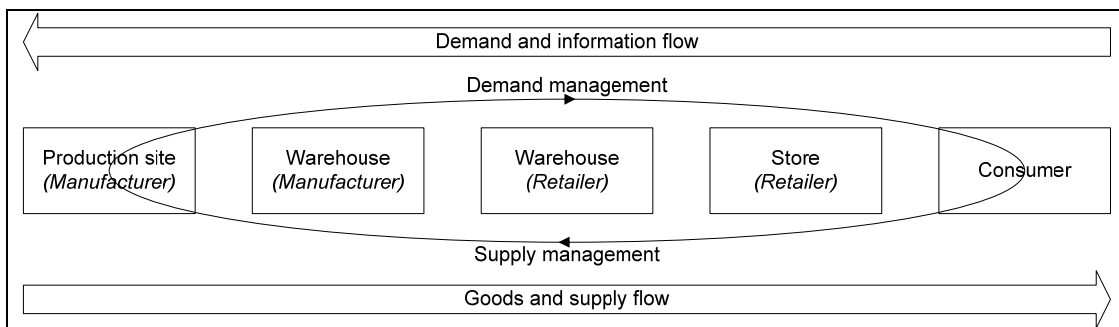 Demand and information flow
Demand management
Production site
(Manufacturer)
Warehouse
(Manufacturer)
Warehouse
(Retailer)
Store
(Retailer)
Consumer
Supply management
Goods and supply flow